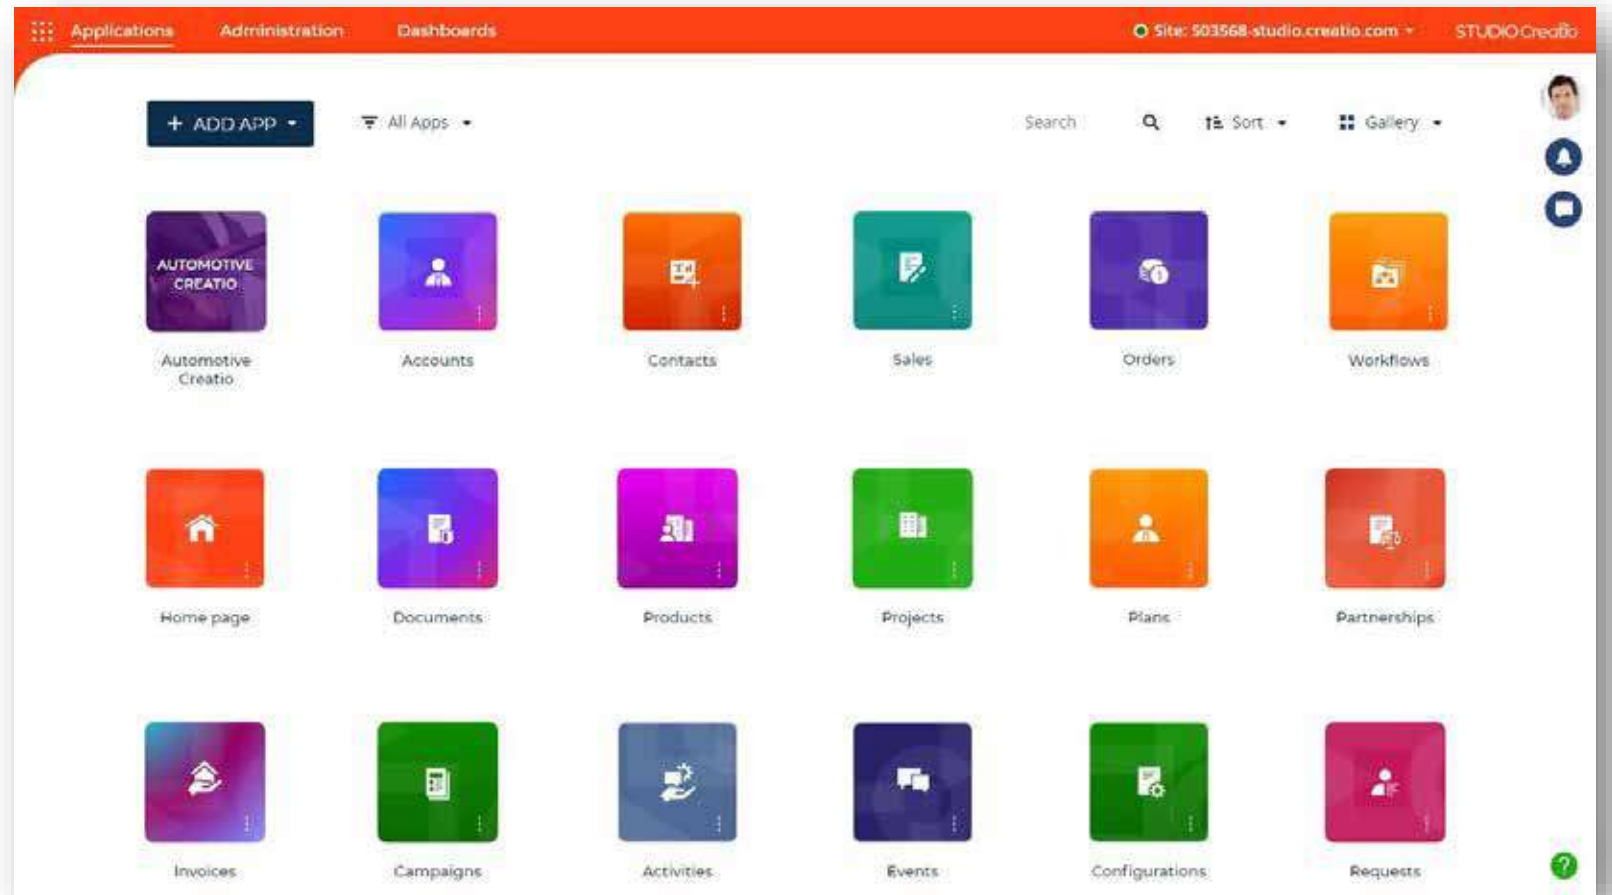 Applications Administration Dashboards Site: 503568-studio.creatio.com STUDIO Creatio
+ ADD APP All Apps Search Sort Gallery
AUTOMOTIVE
CREATIO
Automotive
Creatio
Accounts
Contacts
Sales
Orders
Workflows
Home page
Documents
Products
Projects
Plans
Partnerships
Invoices
Campaigns
Activities
Events
Configurations
Requests
?